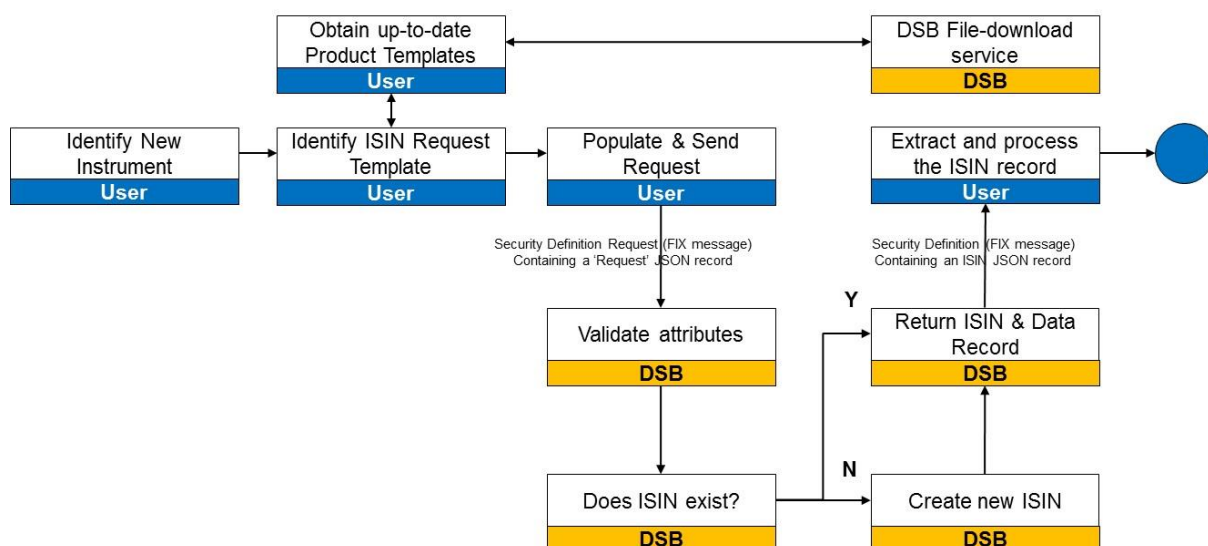 Obtain up-to-date
Product Templates
User
DSB File-download
service
DSB
Identify New
Instrument
User
Identify ISIN Request
Template
User
Populate & Send
Request
User
Extract and process
the ISIN record
User
Security Definition Request (FIX message)
Containing a 'Request' JSON record
Security Definition (FIX message)
Containing an ISIN JSON record
Validate attributes
DSB
Y
Return ISIN & Data
Record
DSB
Does ISIN exist?
DSB
N
Create new ISIN
DSB